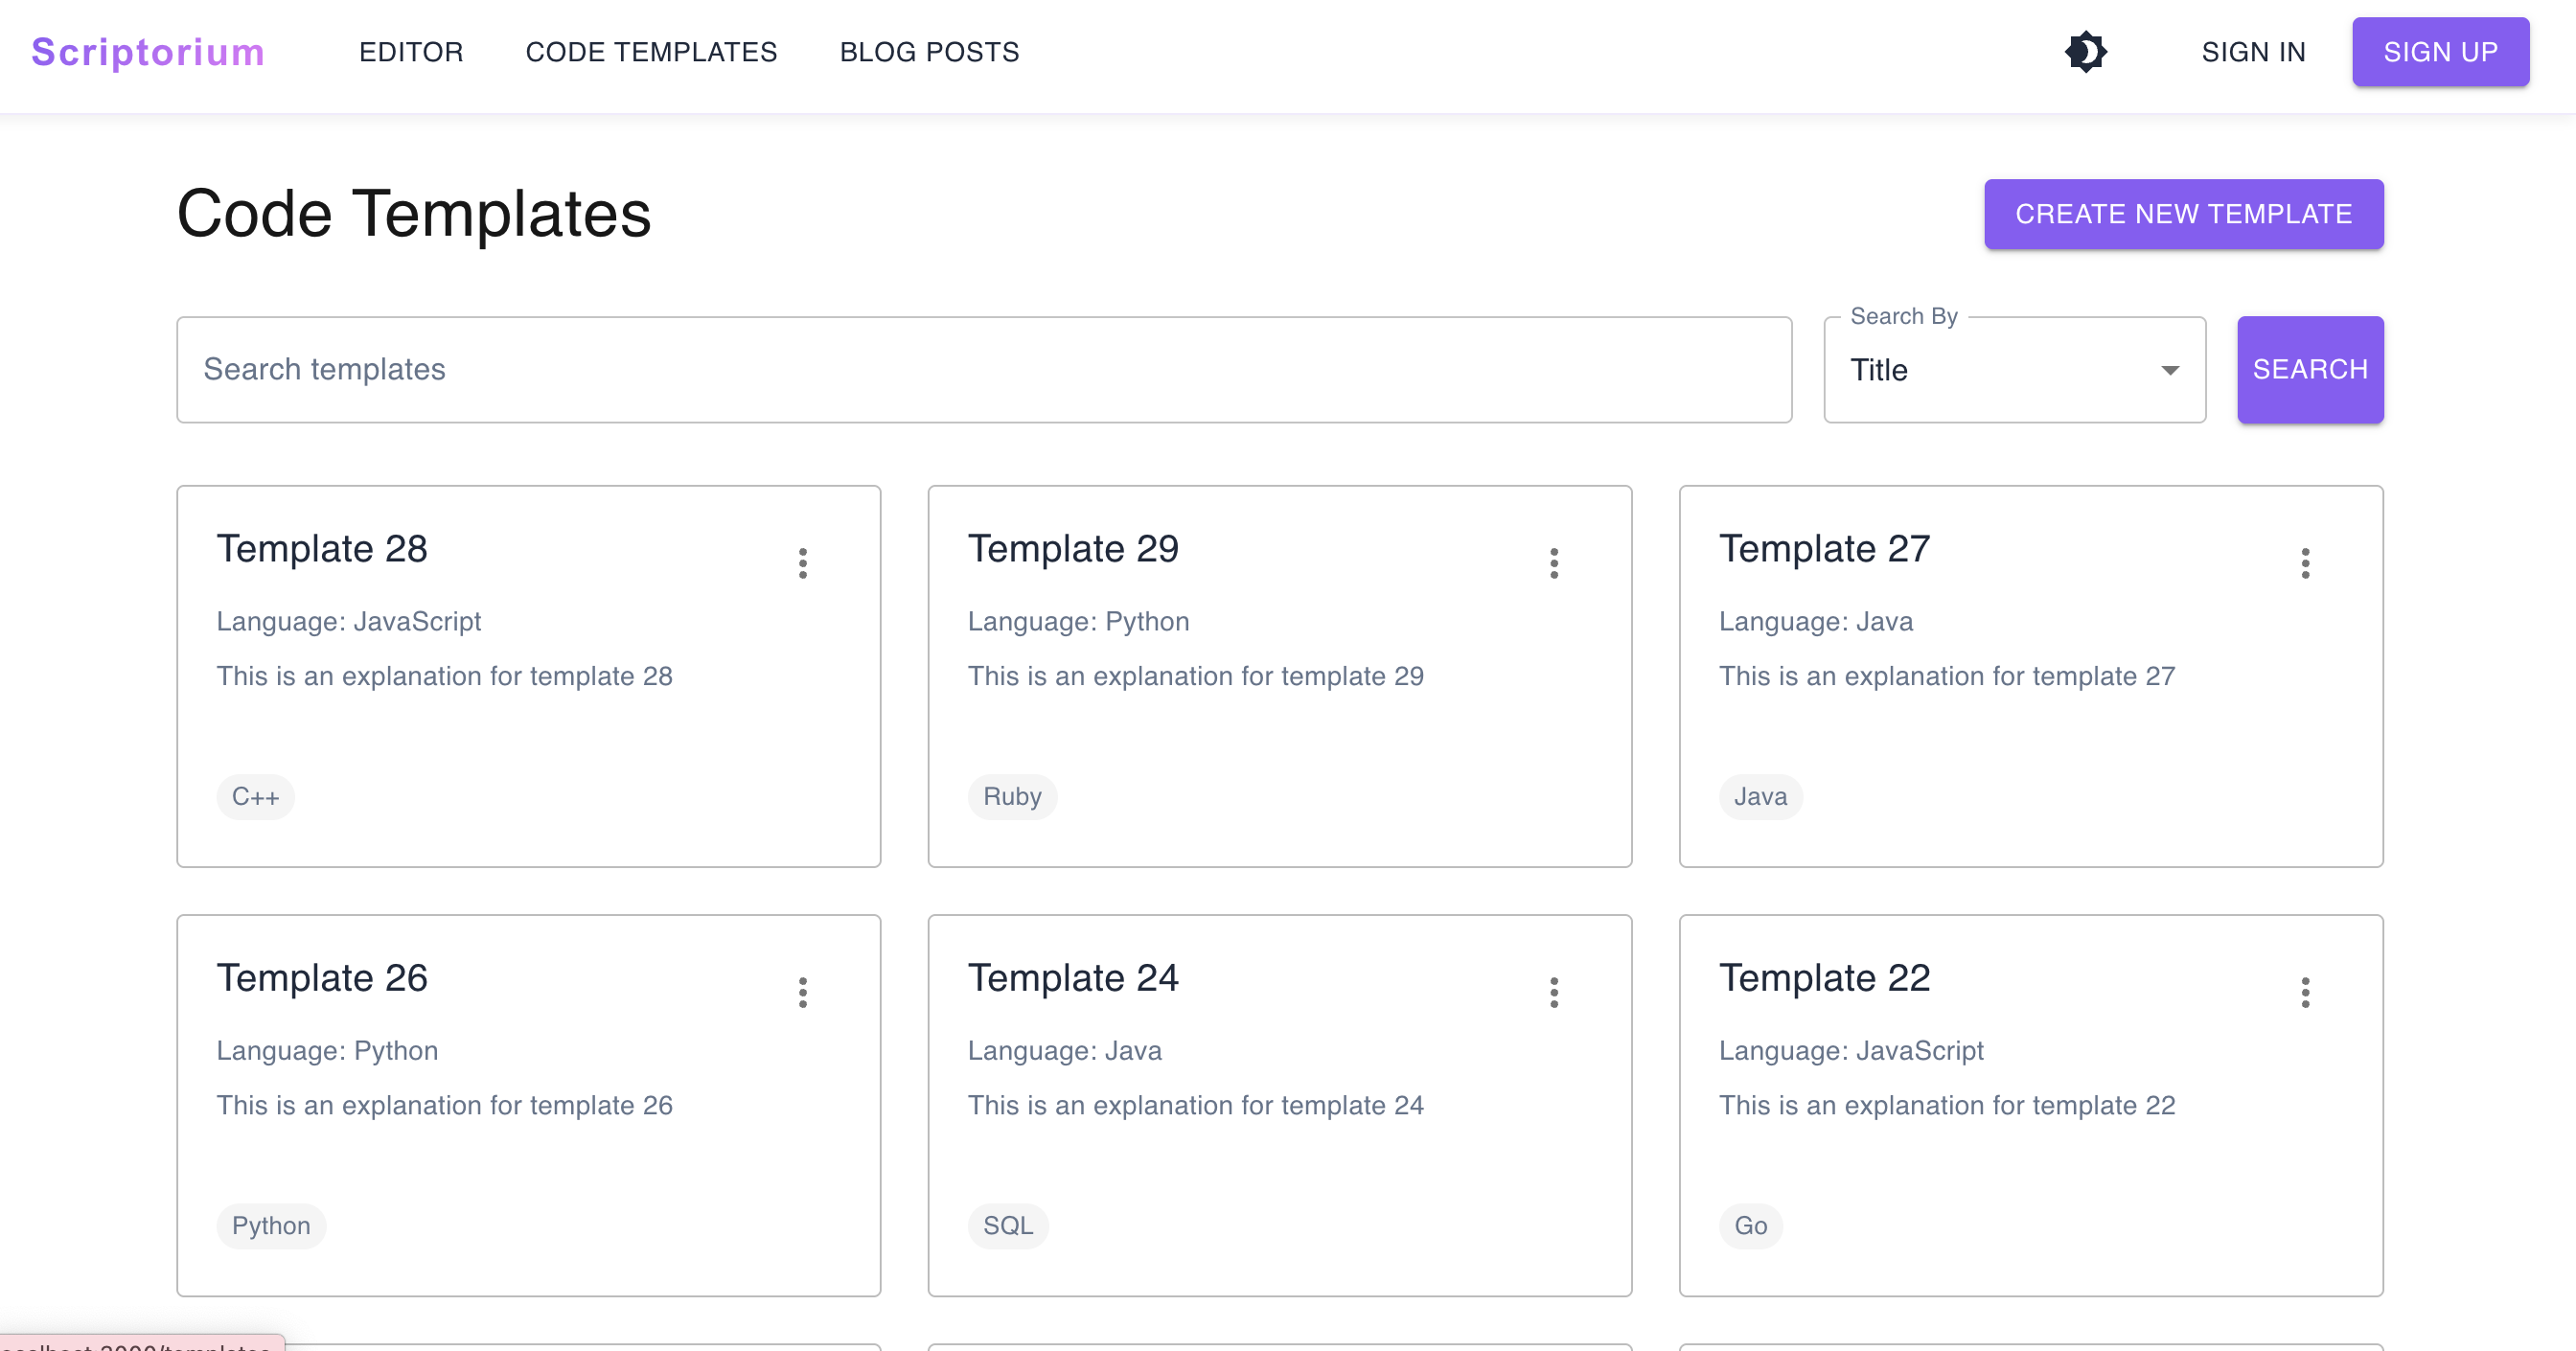 Scriptorium EDITOR CODE TEMPLATES BLOG POSTS SIGN IN SIGN UP
Code Templates CREATE NEW TEMPLATE
Search By
Search templates Title SEARCH
Template 28
Language: JavaScript
This is an explanation for template 28
C++
Template 29
Language: Python
This is an explanation for template 29
Ruby
Template 27
Language: Java
This is an explanation for template 27
Java
Template 26
Language: Python
This is an explanation for template 26
Python
Template 24
Language: Java
This is an explanation for template 24
SQL
Template 22
Language: JavaScript
This is an explanation for template 22
Go